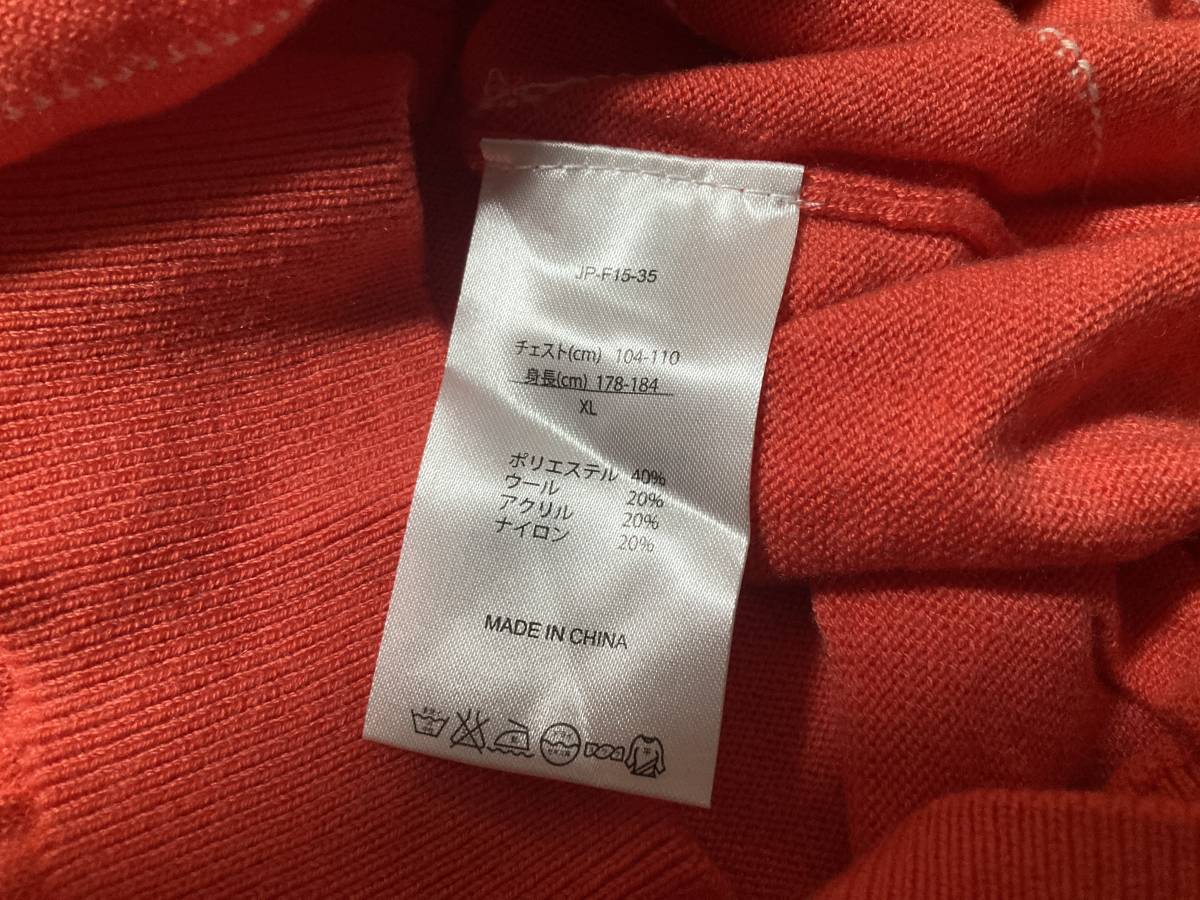 JP-F15-35
チェスト(cm) 104-110
身長(cm) 178-184
XL
ポリエステル 40%
ウール 20%
アクリル 20%
ナイロン 20%
MADE IN CHINA